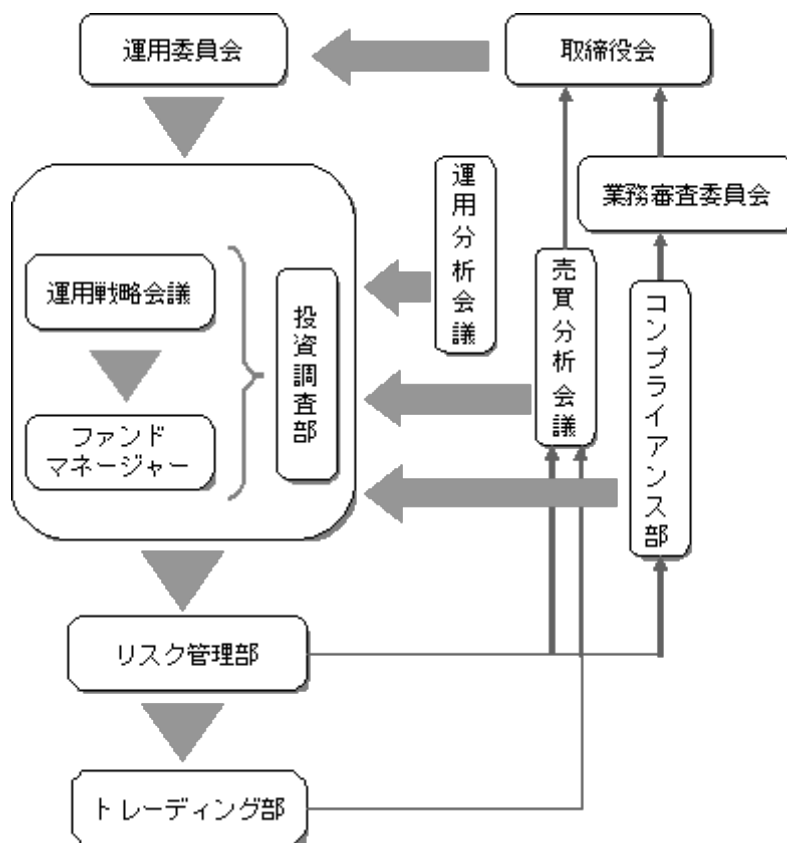 運用委員会
取締役会
業務審査委員会
運用分析会議
売買分析会議
コンプライアンス部
運用戦略会議
投資調査部
ファンド
マネージャー
リスク管理部
トレーディング部